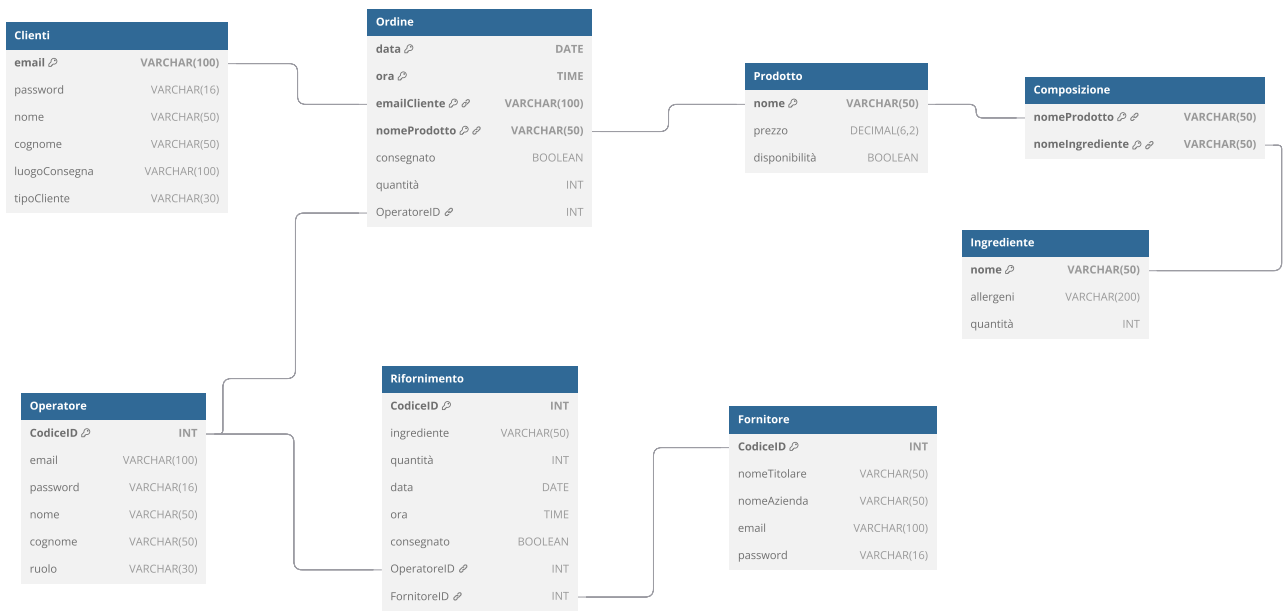 Clienti
email VARCHAR(100)
password VARCHAR(16)
nome VARCHAR(50)
cognome VARCHAR(50)
luogoConsegna VARCHAR(100)
tipoCliente VARCHAR(30)
Ordine
data DATE
ora TIME
emailCliente VARCHAR(100)
nomeProdotto VARCHAR(50)
consegnato BOOLEAN
quantità INT
OperatoreID INT
Prodotto
nome VARCHAR(50)
prezzo DECIMAL(6,2)
disponibilità BOOLEAN
Composizione
nomeProdotto VARCHAR(50)
nomeIngrediente VARCHAR(50)
Ingrediente
nome VARCHAR(50)
allergeni VARCHAR(200)
quantità INT
Operatore
CodiceID INT
email VARCHAR(100)
password VARCHAR(16)
nome VARCHAR(50)
cognome VARCHAR(50)
ruolo VARCHAR(30)
Rifornimento
CodiceID INT
ingrediente VARCHAR(50)
quantità INT
data DATE
ora TIME
consegnato BOOLEAN
OperatoreID INT
FornitoreID INT
Fornitore
CodiceID INT
nomeTitolare VARCHAR(50)
nomeAzienda VARCHAR(50)
email VARCHAR(100)
password VARCHAR(16)